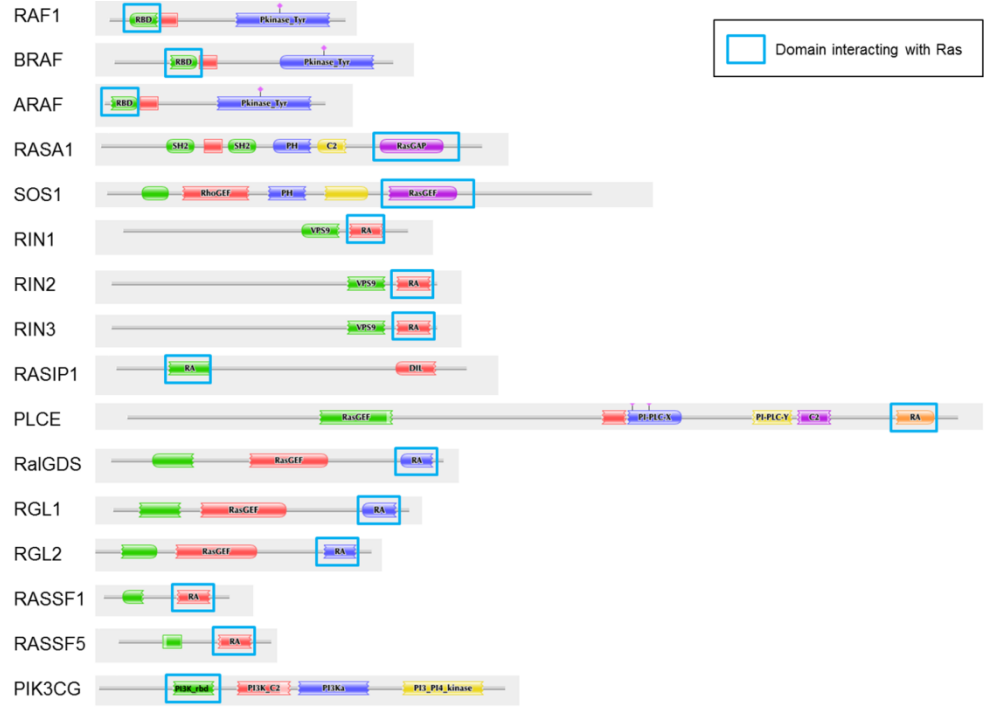 RAF1 RBD Pkinase_Tyr
Domain interacting with Ras
BRAF RBD Pkinase_Tyr
ARAF RBD Pkinase_Tyr
RASA1 SH2 SH2 PH C2 RasGAP
SOS1 RhoGEF PH RasGEF
RIN1 VPS9 RA
RIN2 VPS9 RA
RIN3 VPS9 RA
RASIP1 RA DIL
PLCE RasGEF PI-PLC-X PI-PLC-Y C2 RA
RalGDS RasGEF RA
RGL1 RasGEF RA
RGL2 RasGEF RA
RASSF1 RA
RASSF5 RA
PIK3CG PI3K_rbd PI3K_C2 PI3Ka PI3_PI4_kinase